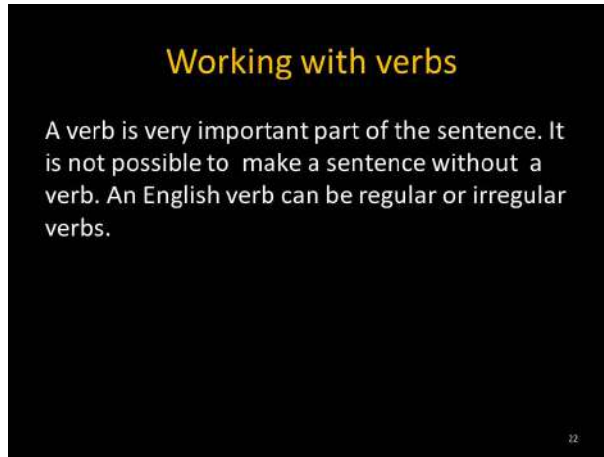 Working with verbs
A verb is very important part of the sentence. It
is not possible to  make a sentence without  a
verb. An English verb can be regular or irregular
verbs.
22